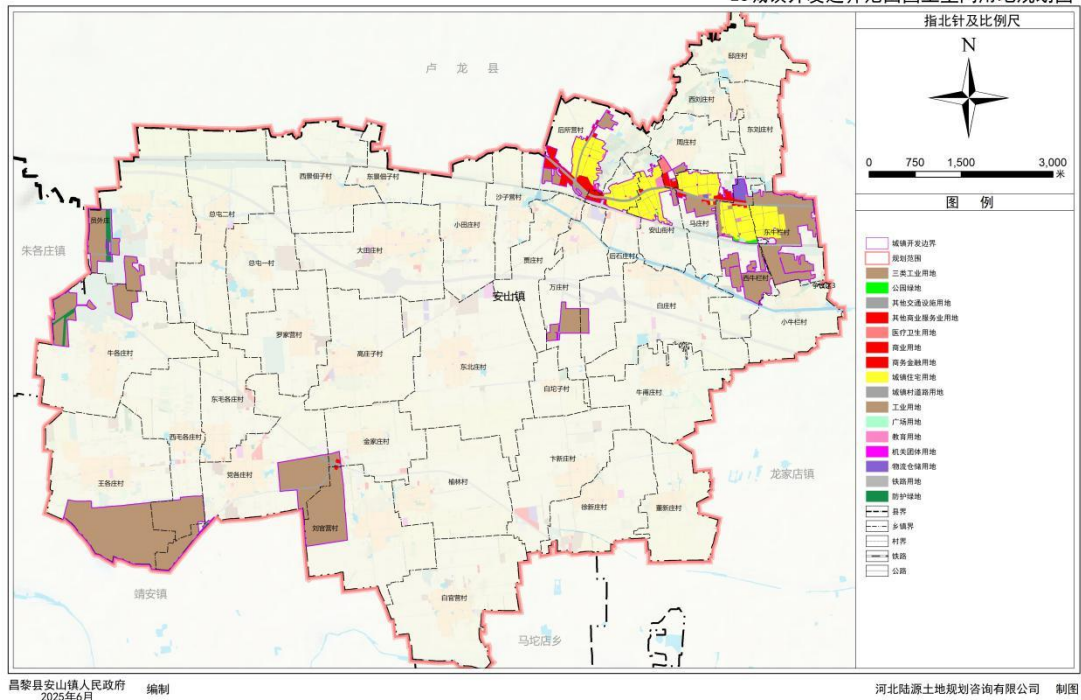 指北针及比例尺
N
0 750 1,500 3,000
米
图 例
城镇开发边界
规划范围
三类工业用地
公园绿地
其他交通设施用地
其他商业服务业用地
医疗卫生用地
商业用地
商务金融用地
城镇住宅用地
城镇村道路用地
工业用地
广场用地
教育用地
机关团体用地
物流仓储用地
铁路用地
防护绿地
县界
乡镇界
村界
铁路
公路
卢 龙 县
邸庄村
西刘庄村
东刘庄村
后所营村
周庄村
西景佃子村
东景佃子村
沙子营村
员外庄
总屯二村
小田庄村
安山街村
马庄村
东牛栏村
朱各庄镇
总屯一村
大田庄村
贾庄村
后石庄村
西牛栏村
万庄村
安山镇
白庄村
小牛栏村
罗家营村
牛各庄村
高庄子村
东北庄村
白坨子村
牛甫庄村
东毛各庄村
西毛各庄村
金家庄村
党各庄村
卞新庄村
龙家店镇
王各庄村
榆林村
徐新庄村
董新庄村
刘官营村
靖安镇
白官营村
马坨店乡
昌黎县安山镇人民政府 编制
2025年6月
河北陆源土地规划咨询有限公司 制图